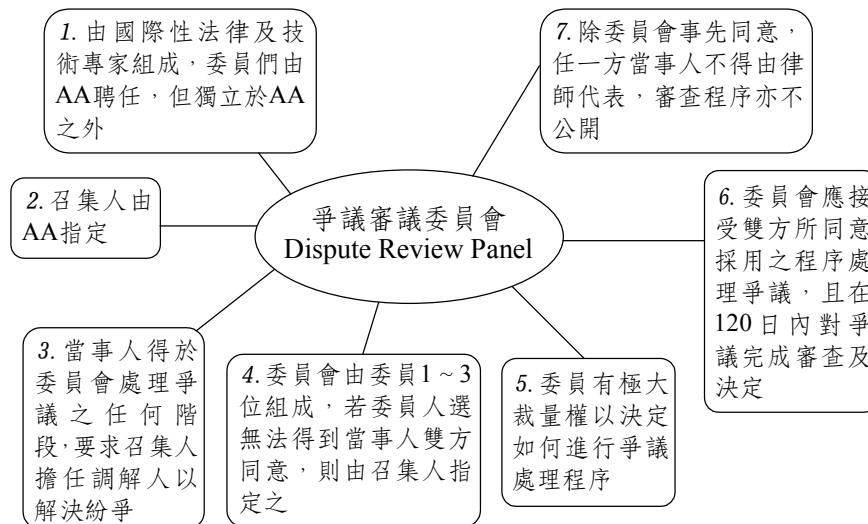 1. 由國際性法律及技
術專家組成，委員們由
AA聘任，但獨立於AA
之外
7. 除委員會事先同意，
任一方當事人不得由律
師代表，審查程序亦不
公開
2. 召集人由
AA指定
爭議審議委員會
Dispute Review Panel
6. 委員會應接
受雙方所同意
採用之程序處
理爭議，且在
120日內對爭
議完成審查及
決定
3. 當事人得於
委員會處理爭
議之任何階
段，要求召集人
擔任調解人以
解決紛爭
4. 委員會由委員1~3
位組成，若委員人選
無法得到當事人雙方
同意，則由召集人指
定之
5. 委員有極大
裁量權以決定
如何進行爭議
處理程序